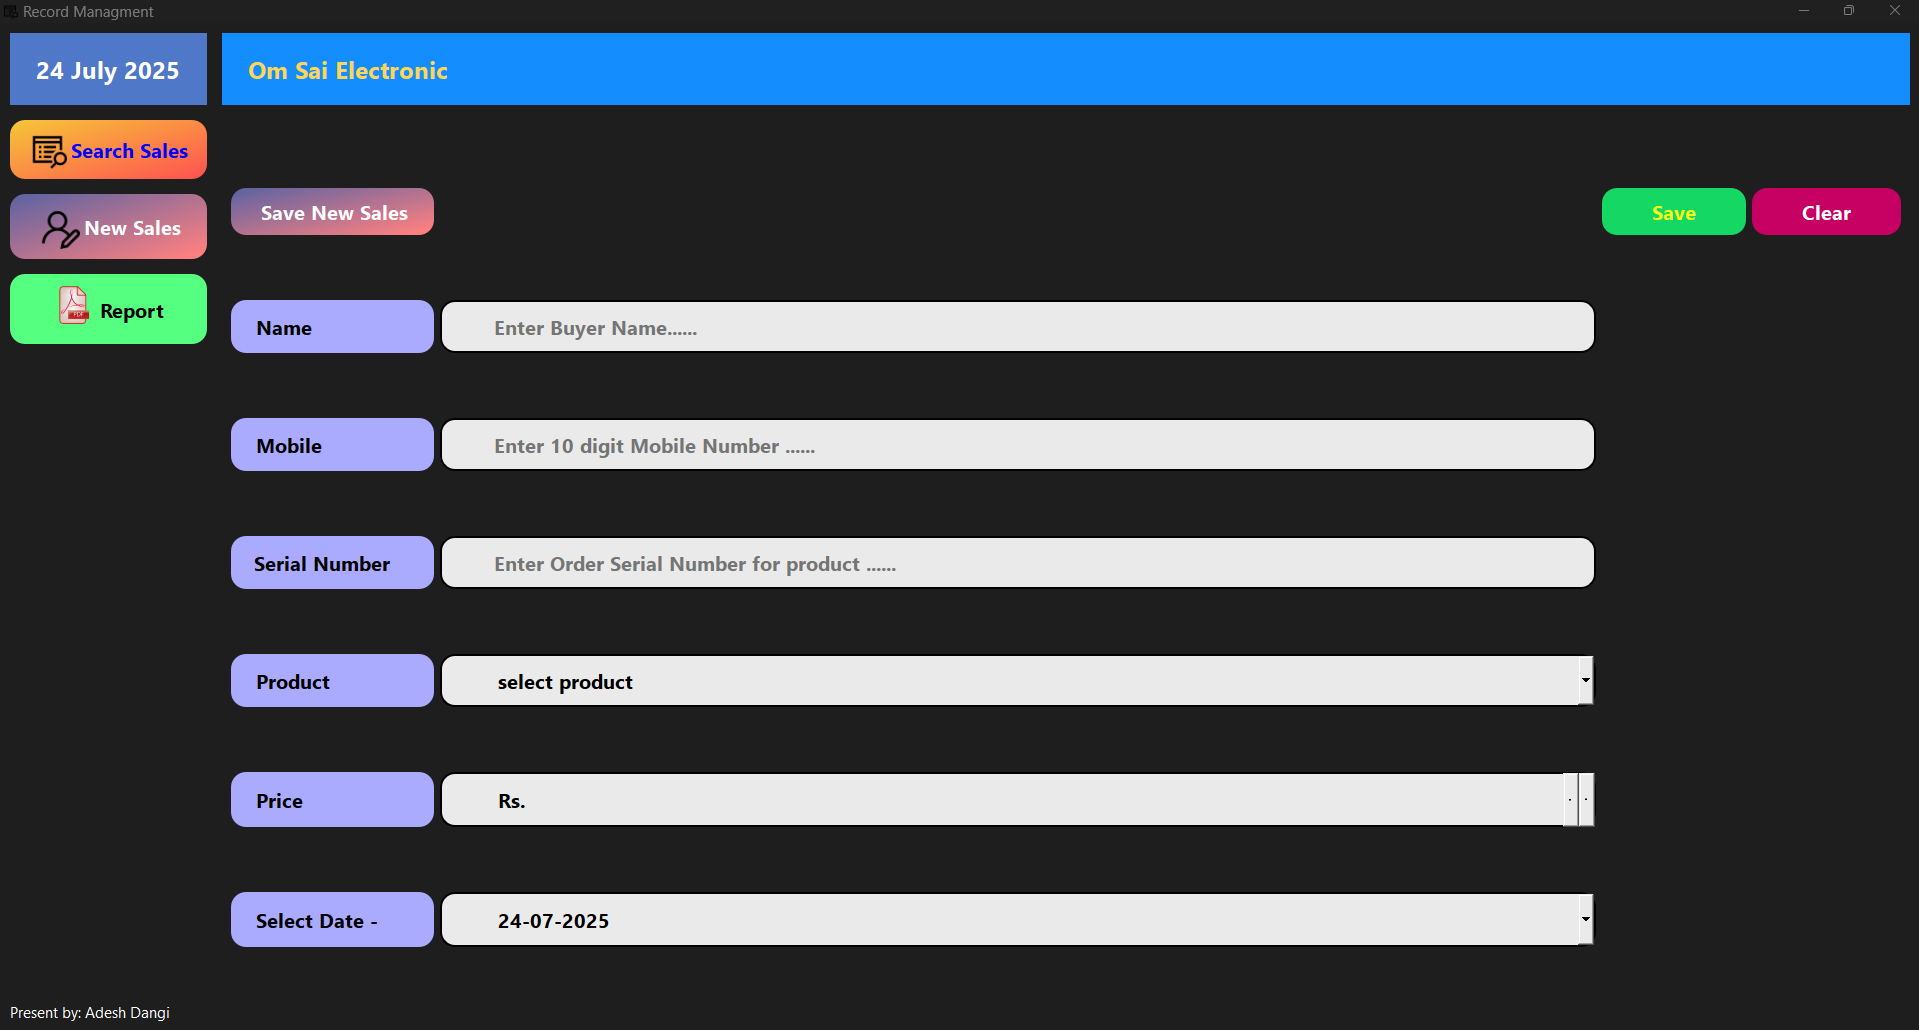 Record Managment
24 July 2025
Om Sai Electronic
Search Sales
New Sales
Report
PDF
Save New Sales
Save
Clear
Name
Enter Buyer Name......
Mobile
Enter 10 digit Mobile Number ......
Serial Number
Enter Order Serial Number for product ......
Product
select product
Price
Rs.
Select Date -
24-07-2025
Present by: Adesh Dangi